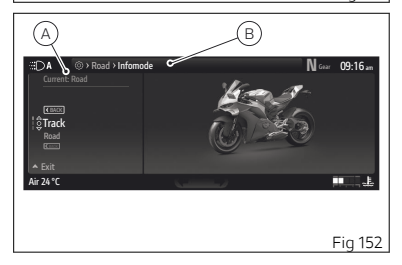 A B
A > Road > Infomode N Gear 09:16 am
Current: Road
BACK
Track
Road
Exit
Air 24 °C
Fig 152